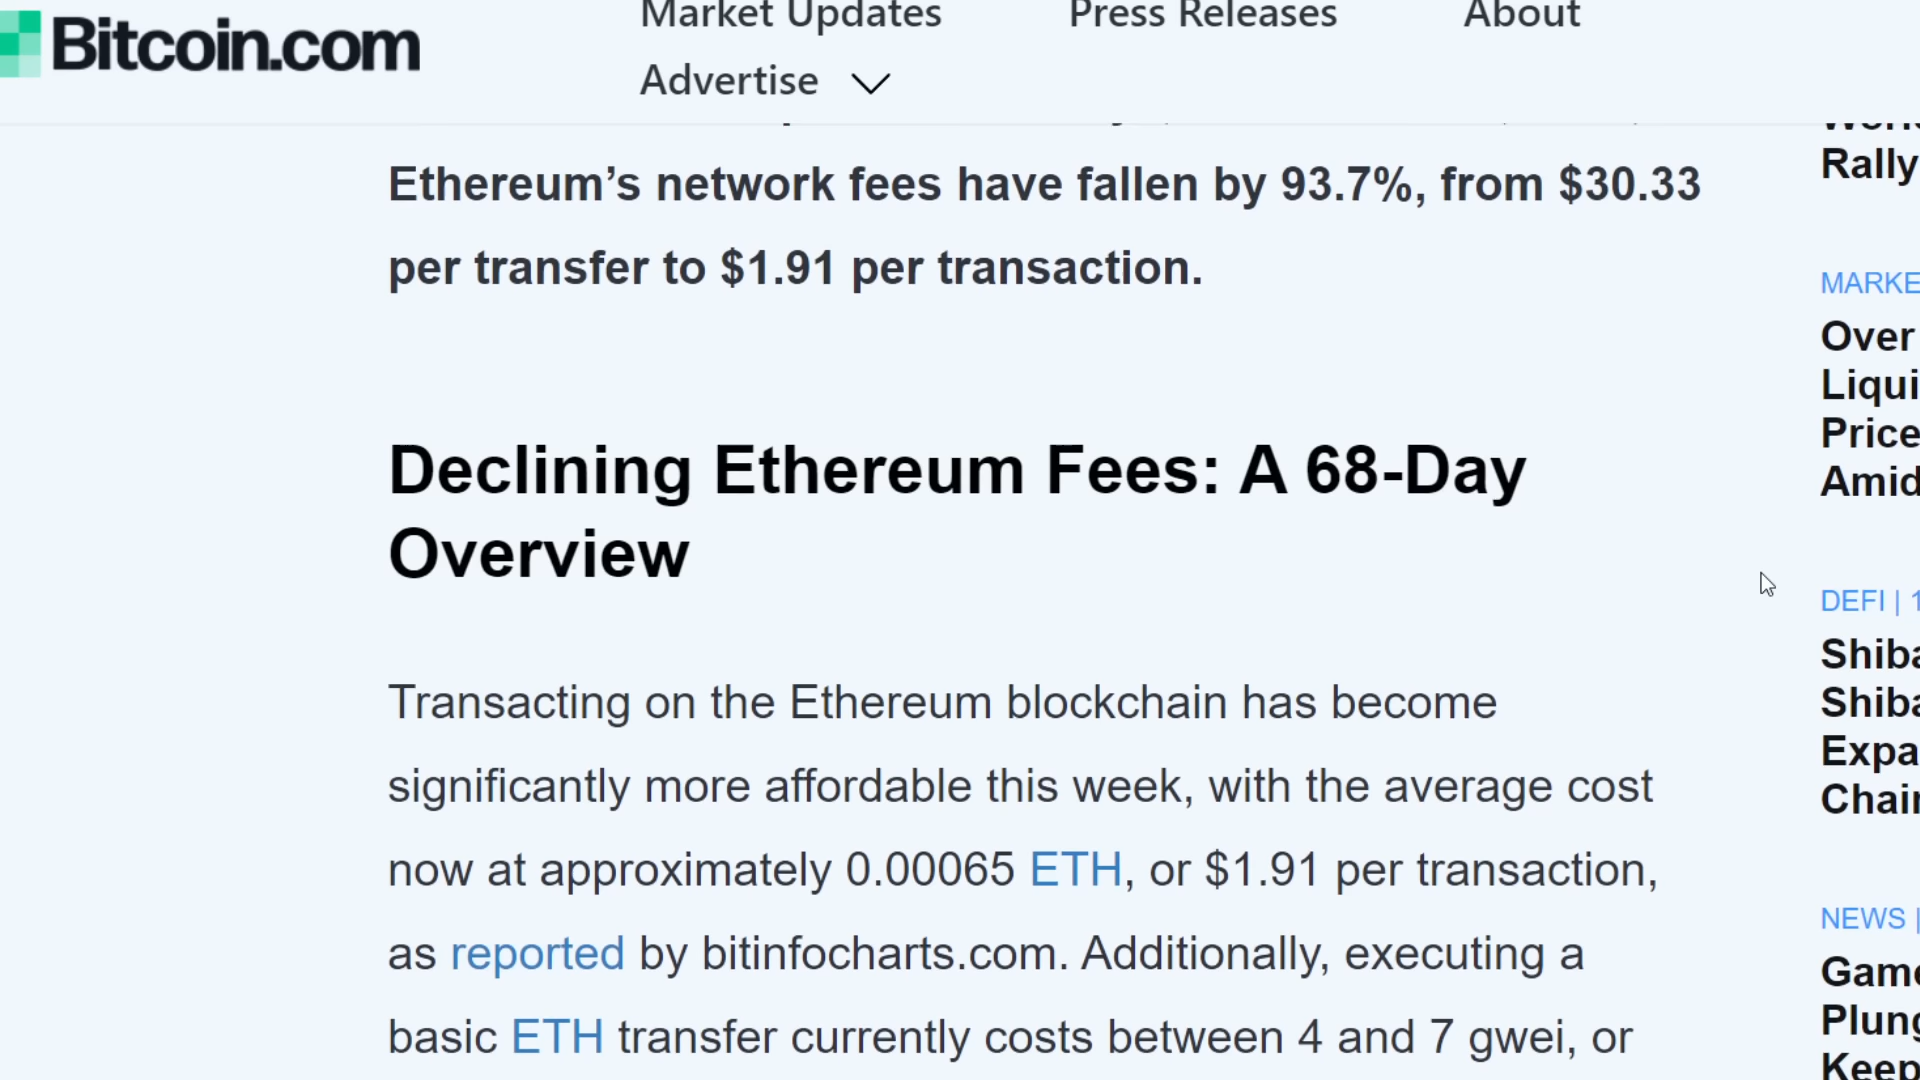 Bitcoin.com
Market Updates
Press Releases
About
Advertise
Ethereum’s network fees have fallen by 93.7%, from $30.33
per transfer to $1.91 per transaction.
Declining Ethereum Fees: A 68-Day
Overview
Transacting on the Ethereum blockchain has become
significantly more affordable this week, with the average cost
now at approximately 0.00065 ETH, or $1.91 per transaction,
as reported by bitinfocharts.com. Additionally, executing a
basic ETH transfer currently costs between 4 and 7 gwei, or
Rally
MARKE
Over
Liqui
Price
Amid
DEFI | 1
Shiba
Shiba
Expa
Chain
NEWS |
Game
Plung
Keep